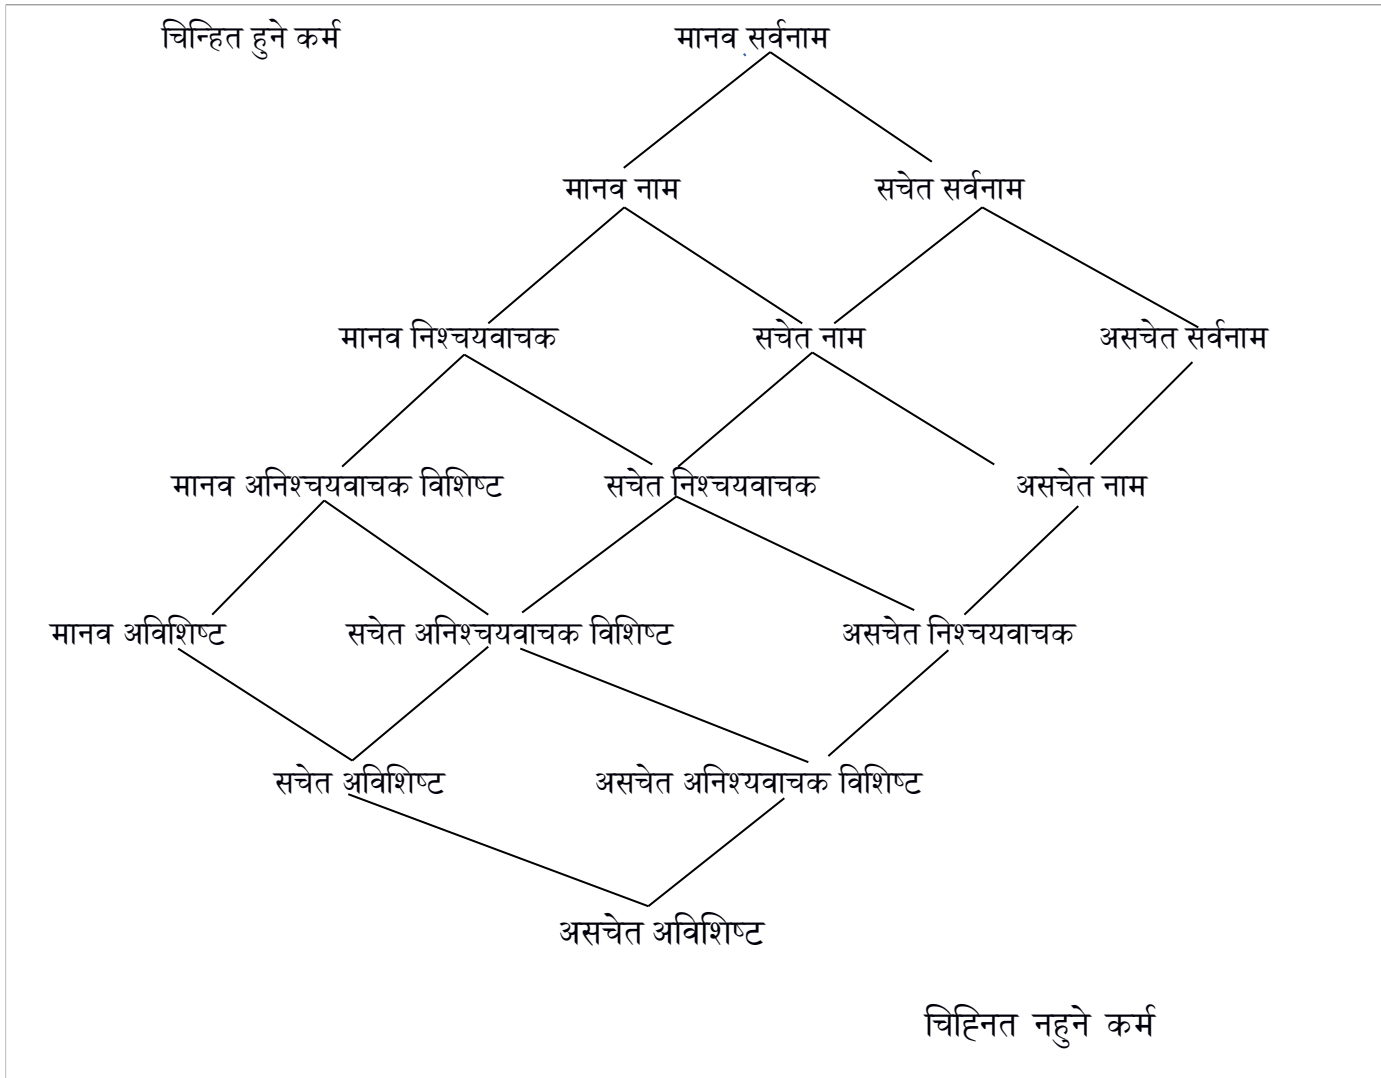 चिन्हित हुने कर्म
मानव सर्वनाम
मानव नाम
सचेत सर्वनाम
मानव निश्चयवाचक
सचेत नाम
असचेत सर्वनाम
मानव अनिश्चयवाचक विशिष्ट
सचेत निश्चयवाचक
असचेत नाम
मानव अविशिष्ट
सचेत अनिश्चयवाचक विशिष्ट
असचेत निश्चयवाचक
सचेत अविशिष्ट
असचेत अनिश्यवाचक विशिष्ट
असचेत अविशिष्ट
चिह्नित नहुने कर्म